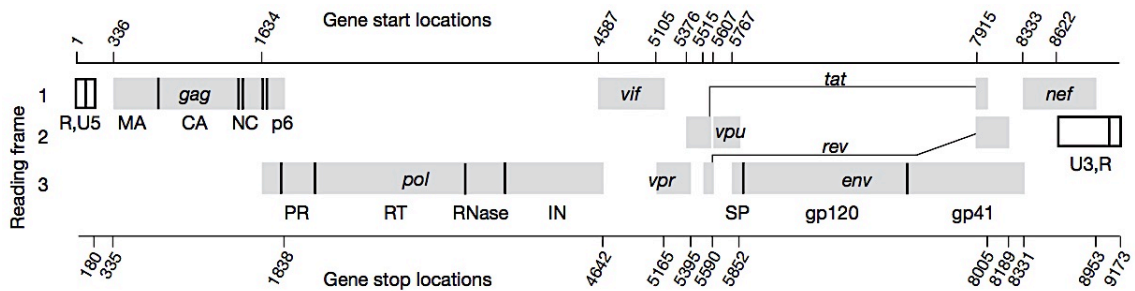 Gene start locations
1 336 1634 4587 5105 5376 5515 5607 5767 7915 8333 8622
Reading frame
1 gag vif tat nef
R,U5 MA CA NC p6
2 vpu rev
U3,R
3 pol vpr env
PR RT RNase IN SP gp120 gp41
180 335 1838 4642 5165 5395 5590 5852 8005 8189 8331 8953 9173
Gene stop locations